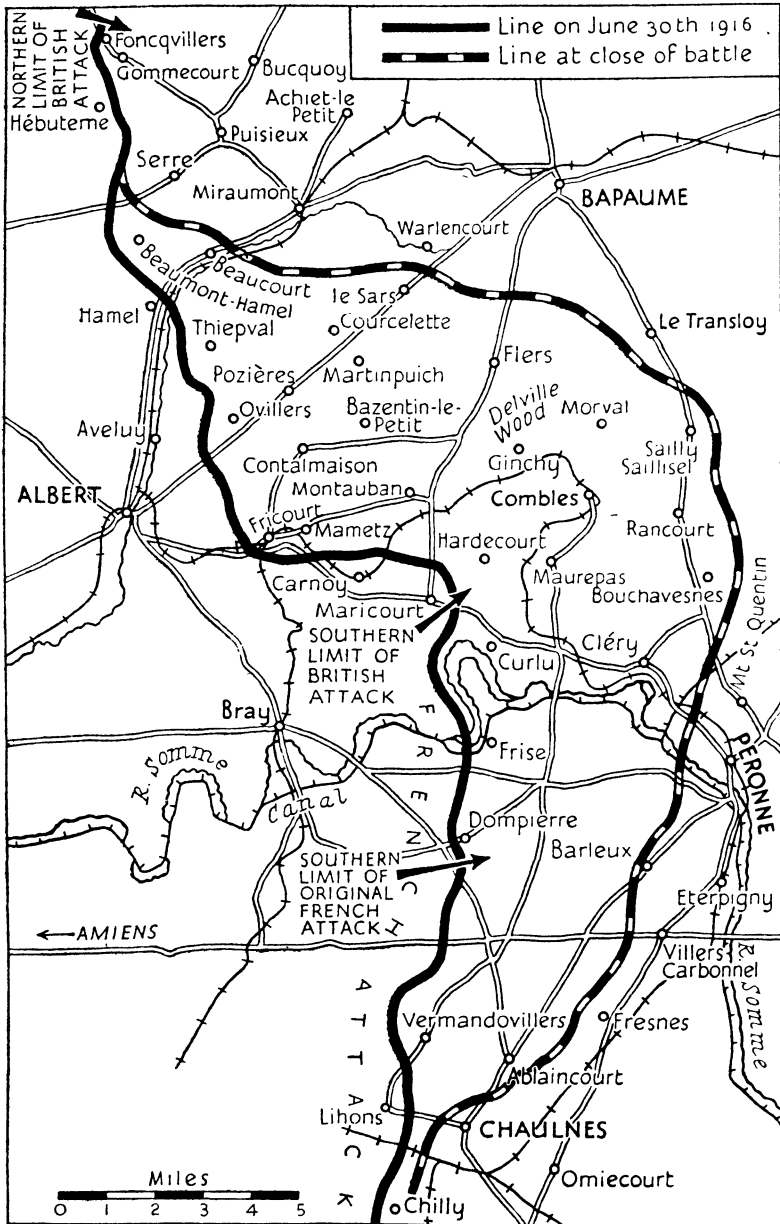 Line on June 30th 1916
Line at close of battle
NORTHERN
LIMIT OF
BRITISH
ATTACK
Foncqvillers
Gommecourt
Bucquoy
Achiet-le
Petit
Hébuterne
Puisieux
Serre
Miraumont
BAPAUME
Warlencourt
Beaucourt
Beaumont-Hamel
le Sars
Hamel
Thiepval
Courcelette
Le Transloy
Flers
Pozières
Martinpuich
Ovillers
Bazentin-le-
Petit
Delville
Wood
Morval
Aveluy
Sailly
Saillisel
Contalmaison
Ginchy
ALBERT
Montauban
Combles
Fricourt
Mametz
Rancourt
Hardecourt
Carnoy
Maurepas
Bouchavesnes
Maricourt
SOUTHERN
LIMIT OF
BRITISH
ATTACK
Curlu
Cléry
Mt St Quentin
Bray
FRENCH ATTACK
Frise
PERONNE
R. Somme
Canal
Dompierre
Barleux
SOUTHERN
LIMIT OF
ORIGINAL
FRENCH
ATTACK
Eterpigny
AMIENS
Villers
Carbonnel
R. Somme
Vermandovillers
Fresnes
Ablaincourt
Lihons
CHAULNES
Omiecourt
Chilly
Miles
0 1 2 3 4 5